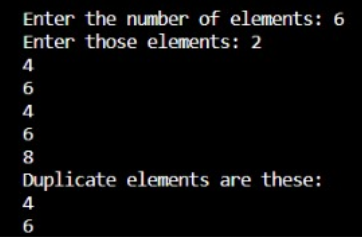 Enter the number of elements: 6
Enter those elements: 2
4
6
4
6
8
Duplicate elements are these:
4
6